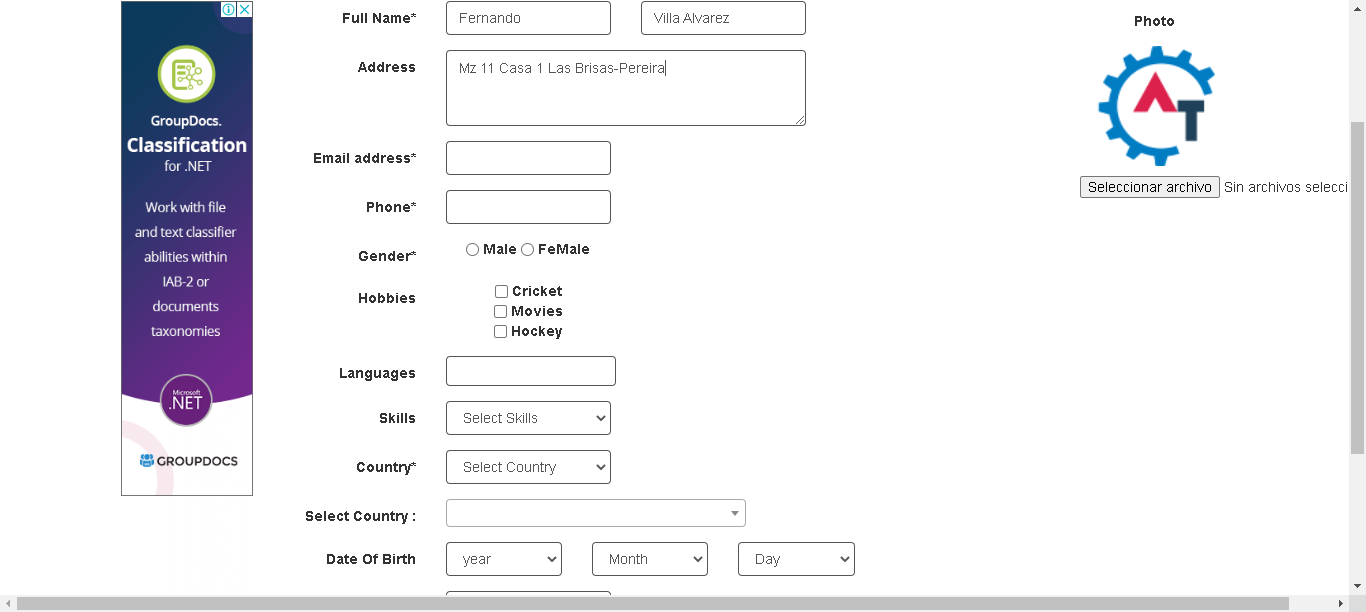 GroupDocs.
Classification
for .NET
Work with file
and text classifier
abilities within
IAB-2 or
documents
taxonomies
Microsoft
.NET
GROUPDOCS
Full Name* Fernando Villa Alvarez
Address Mz 11 Casa 1 Las Brisas-Pereira
Email address*
Phone*
Gender* Male FeMale
Hobbies Cricket
Movies
Hockey
Languages
Skills Select Skills
Country* Select Country
Select Country :
Date Of Birth year Month Day
Photo
AT
Seleccionar archivo Sin archivos selecci